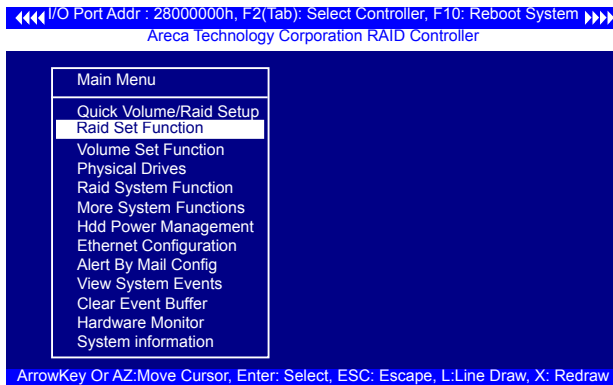 I/O Port Addr : 28000000h, F2(Tab): Select Controller, F10: Reboot System
Areca Technology Corporation RAID Controller
Main Menu
Quick Volume/Raid Setup
Raid Set Function
Volume Set Function
Physical Drives
Raid System Function
More System Functions
Hdd Power Management
Ethernet Configuration
Alert By Mail Config
View System Events
Clear Event Buffer
Hardware Monitor
System information
ArrowKey Or AZ:Move Cursor, Enter: Select, ESC: Escape, L:Line Draw, X: Redraw